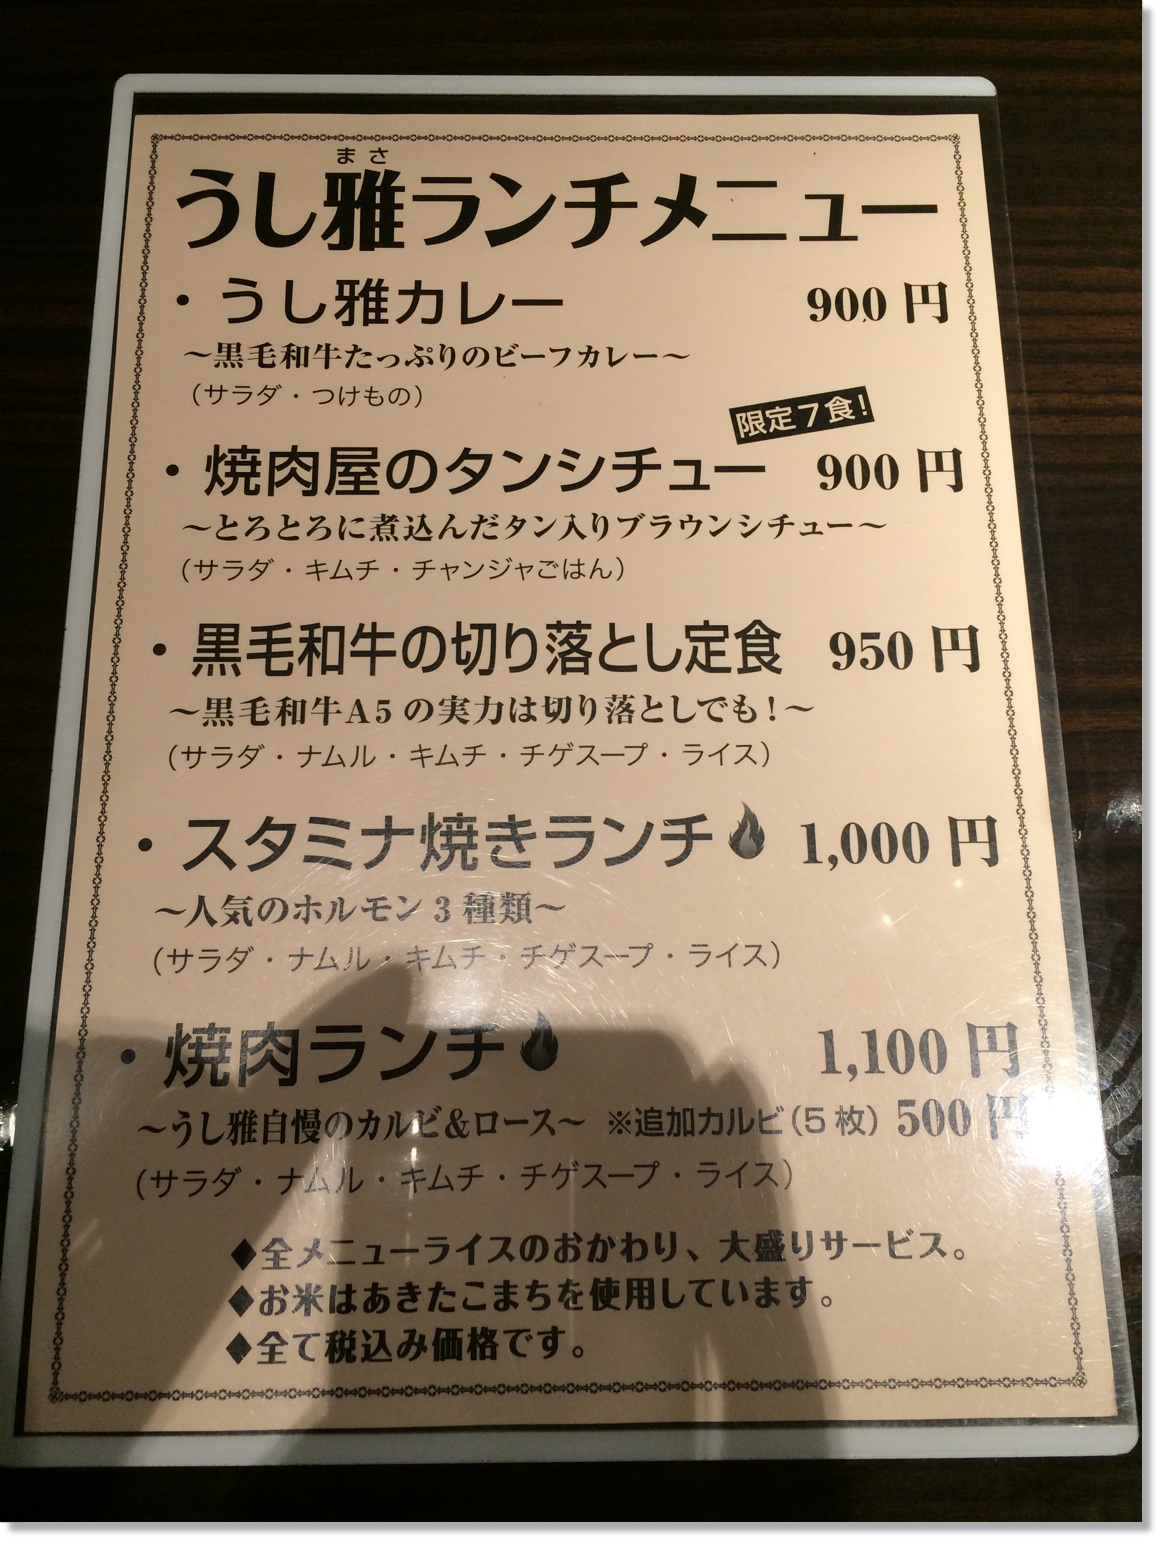 まさ
うし雅ランチメニュー
・うし雅カレー 900円
～黒毛和牛たっぷりのビーフカレー～
（サラダ・つけもの）
限定7食！
・焼肉屋のタンシチュー 900円
～とろとろに煮込んだタン入りブラウンシチュー～
（サラダ・キムチ・チャンジャごはん）
・黒毛和牛の切り落とし定食 950円
～黒毛和牛A5の実力は切り落としでも！～
（サラダ・ナムル・キムチ・チゲスープ・ライス）
・スタミナ焼きランチ 1,000円
～人気のホルモン3種類～
（サラダ・ナムル・キムチ・チゲスープ・ライス）
・焼肉ランチ 1,100円
～うし雅自慢のカルビ&ロース～ ※追加カルビ（5枚）500円
（サラダ・ナムル・キムチ・チゲスープ・ライス）
◆全メニューライスのおかわり、大盛りサービス。
◆お米はあきたこまちを使用しています。
◆全て税込み価格です。